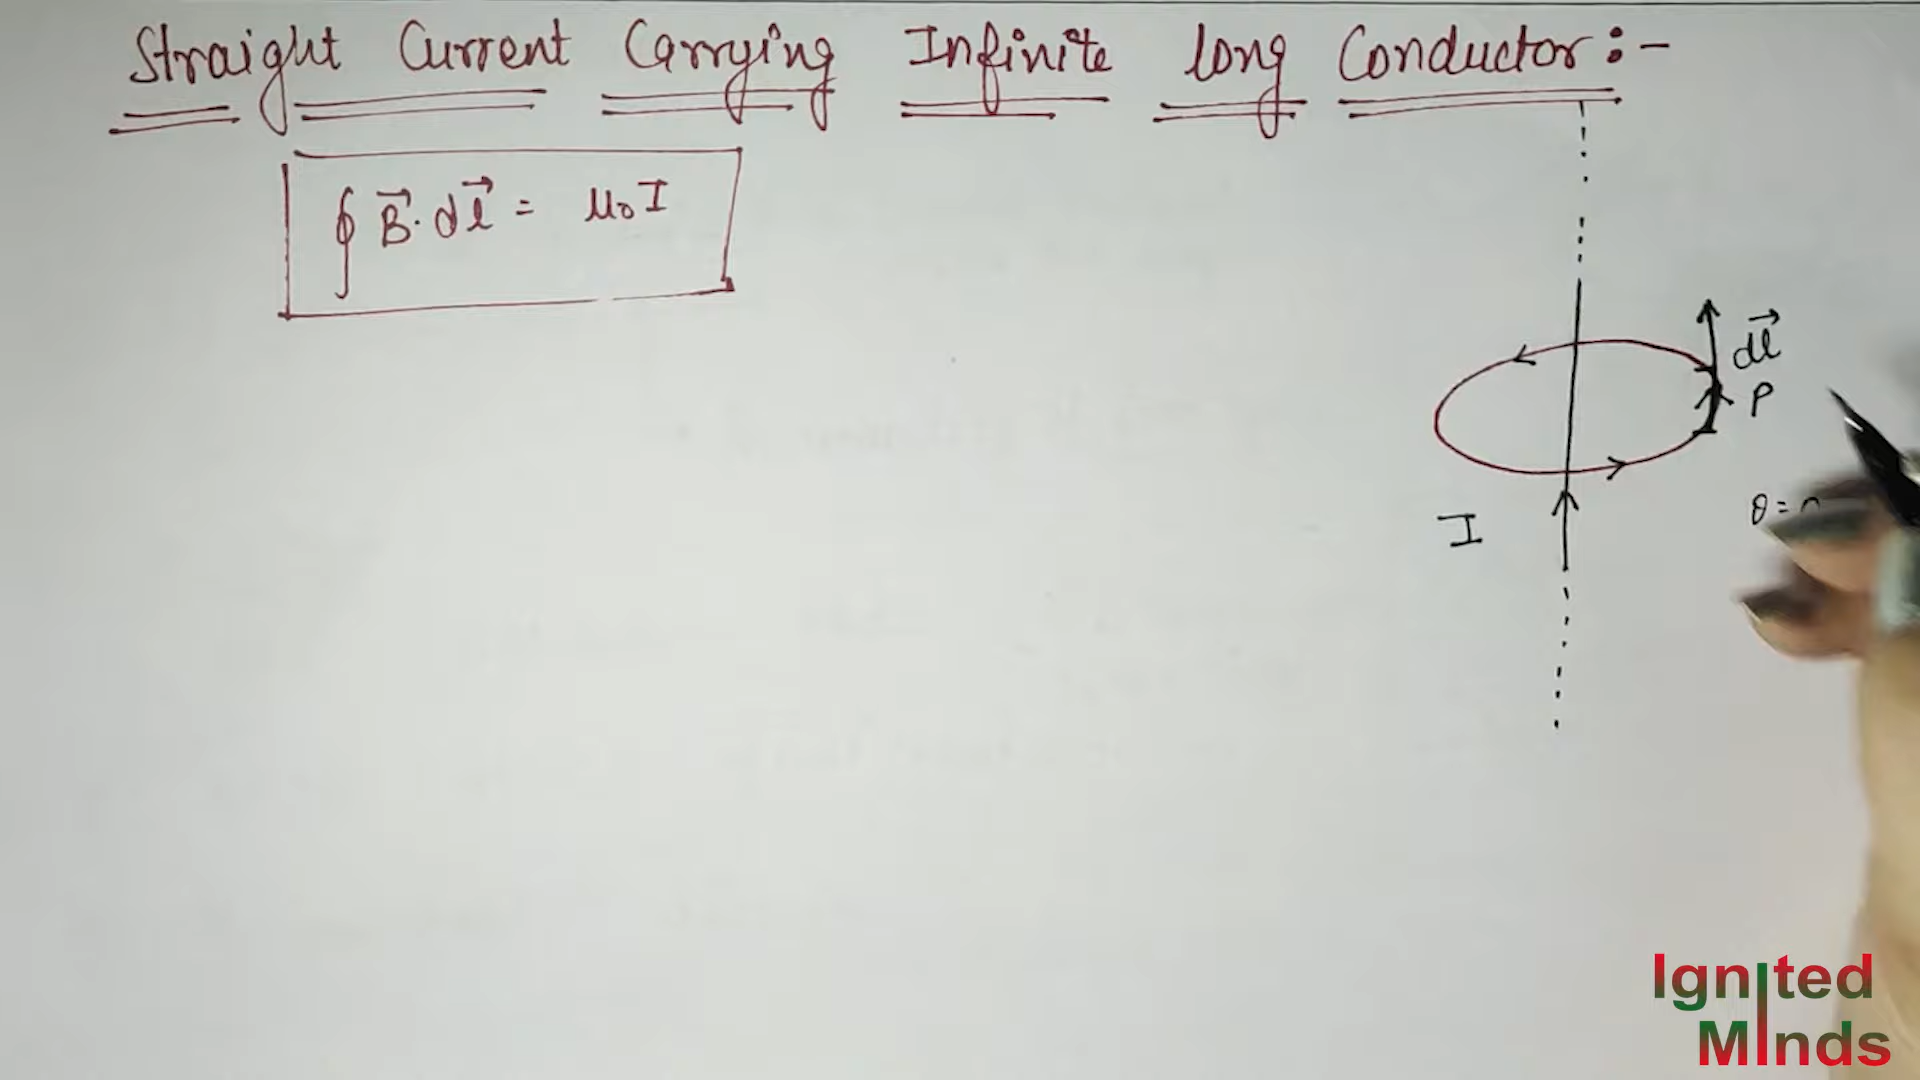 Straight Current Carrying Infinite long Conductor:-
∮ B⃗·dl⃗ = μ₀I
dl⃗
P
θ =
I
Ignited
Minds